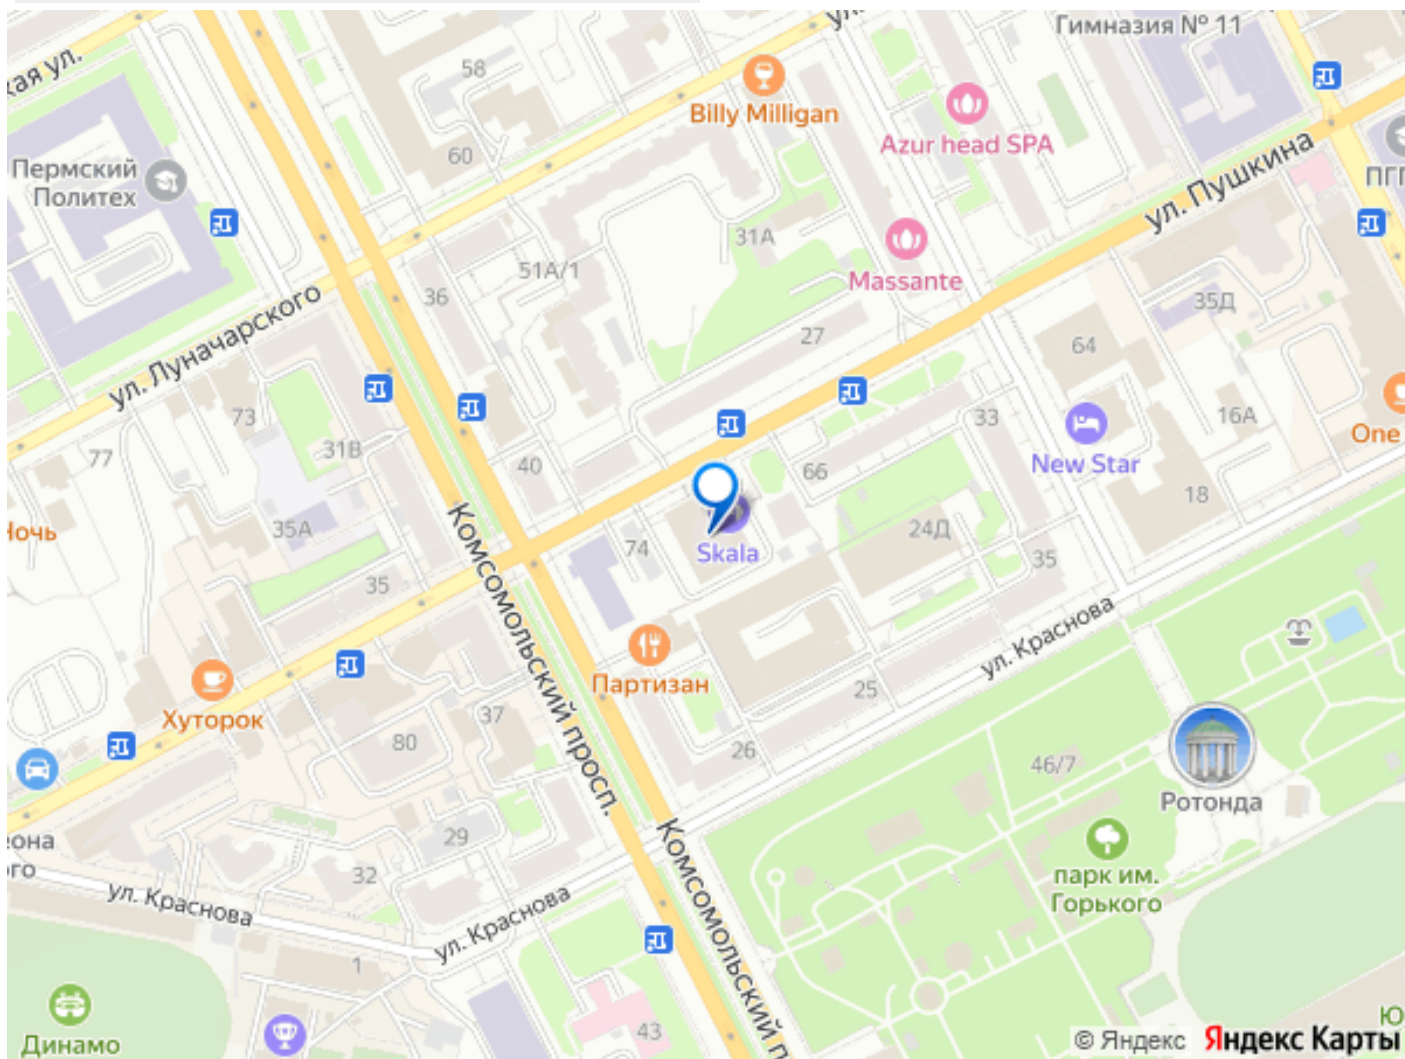 Гимназия № 11
кая ул.
58
Billy Milligan
Azur head SPA
60
Пермский
Политех
ул. Пушкина
31А
51А/1
Massante
36
35Д
ул. Луначарского
27
64
73
33
16А
One
31В
77
40
66
New Star
18
Ночь
35А
24Д
74
Skala
35
35
Комсомольский просп.
ул. Краснова
Партизан
25
Хуторок
37
80
26
46/7
Ротонда
29
Комсомольский п
парк им.
Горького
32
ул. Краснова
ул. Краснова
1
43
Динамо
© Яндекс Яндекс Карты